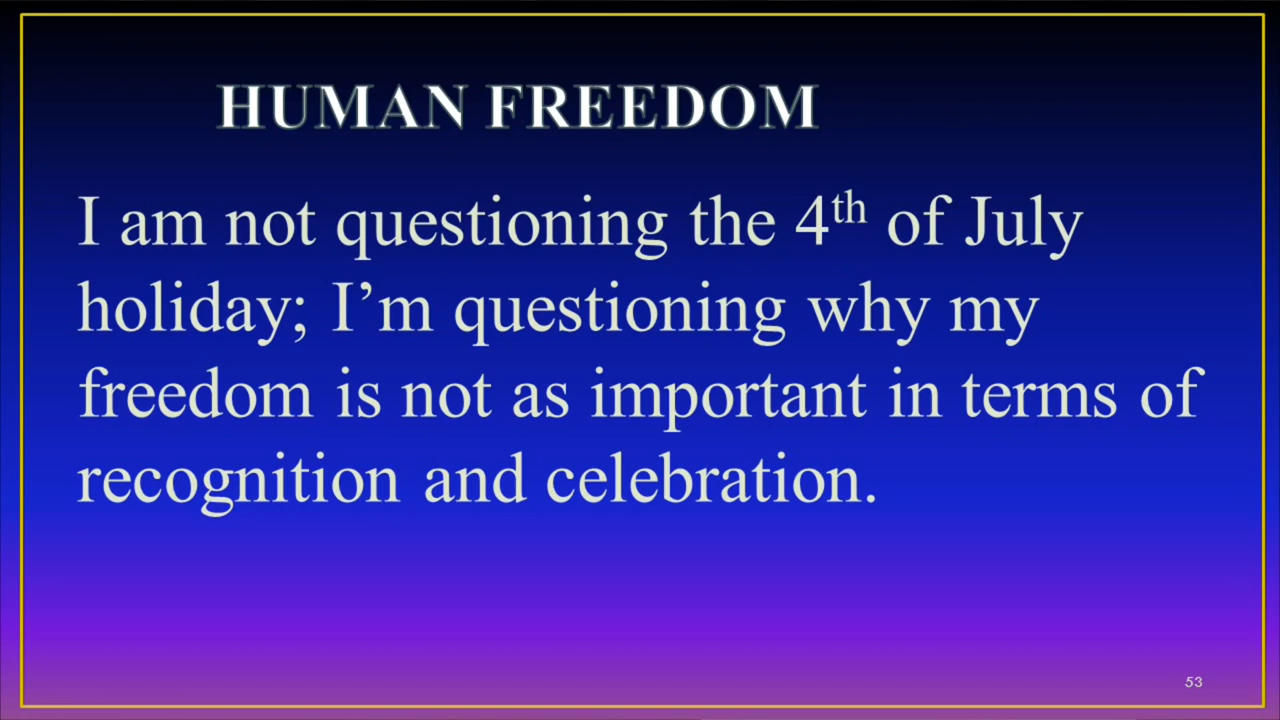 HUMAN FREEDOM
I am not questioning the 4th of July
holiday; I’m questioning why my
freedom is not as important in terms of
recognition and celebration.
53